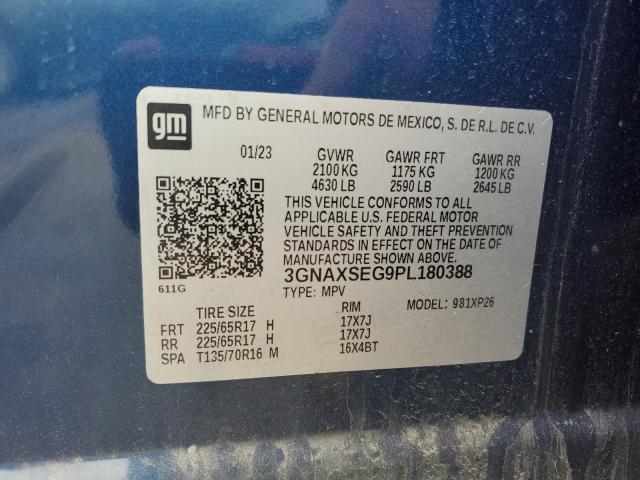 gm
MFD BY GENERAL MOTORS DE MEXICO, S. DE R.L. DE C.V.
01/23 GVWR GAWR FRT GAWR RR
2100 KG 1175 KG 1200 KG
4630 LB 2590 LB 2645 LB
THIS VEHICLE CONFORMS TO ALL
APPLICABLE U.S. FEDERAL MOTOR
VEHICLE SAFETY AND THEFT PREVENTION
STANDARDS IN EFFECT ON THE DATE OF
MANUFACTURE SHOWN ABOVE.
611G
3GNAXSEG9PL180388
TYPE: MPV MODEL: 981XP26
TIRE SIZE RIM
FRT 225/65R17 H 17X7J
RR 225/65R17 H 17X7J
SPA T135/70R16 M 16X4BT